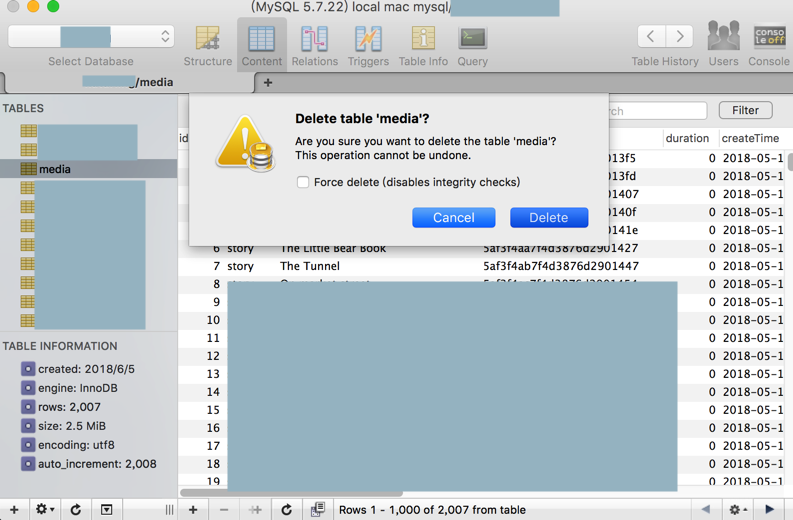 (MySQL 5.7.22) local mac mysql/
Select Database
Structure Content Relations Triggers Table Info Query
Table History Users Console
conso
le off
/media
+
TABLES
media
Filter
id
duration createTime
Delete table 'media'?
Are you sure you want to delete the table 'media'?
This operation cannot be undone.
Force delete (disables integrity checks)
Cancel Delete
013f5 0 2018-05-1
013fd 0 2018-05-1
01407 0 2018-05-1
0140f 0 2018-05-1
0141e 0 2018-05-1
6 story The Little Bear Book 5af3f4aa7f4d3876d2901427 0 2018-05-1
7 story The Tunnel 5af3f4ab7f4d3876d2901447 0 2018-05-1
8 0 2018-05-1
9 0 2018-05-1
10 0 2018-05-1
11 0 2018-05-1
12 0 2018-05-1
13 0 2018-05-1
14 0 2018-05-1
15 0 2018-05-1
16 0 2018-05-1
17 0 2018-05-1
18 0 2018-05-1
19 0 2018-05-1
TABLE INFORMATION
created: 2018/6/5
engine: InnoDB
rows: 2,007
size: 2.5 MiB
encoding: utf8
auto_increment: 2,008
Rows 1 - 1,000 of 2,007 from table